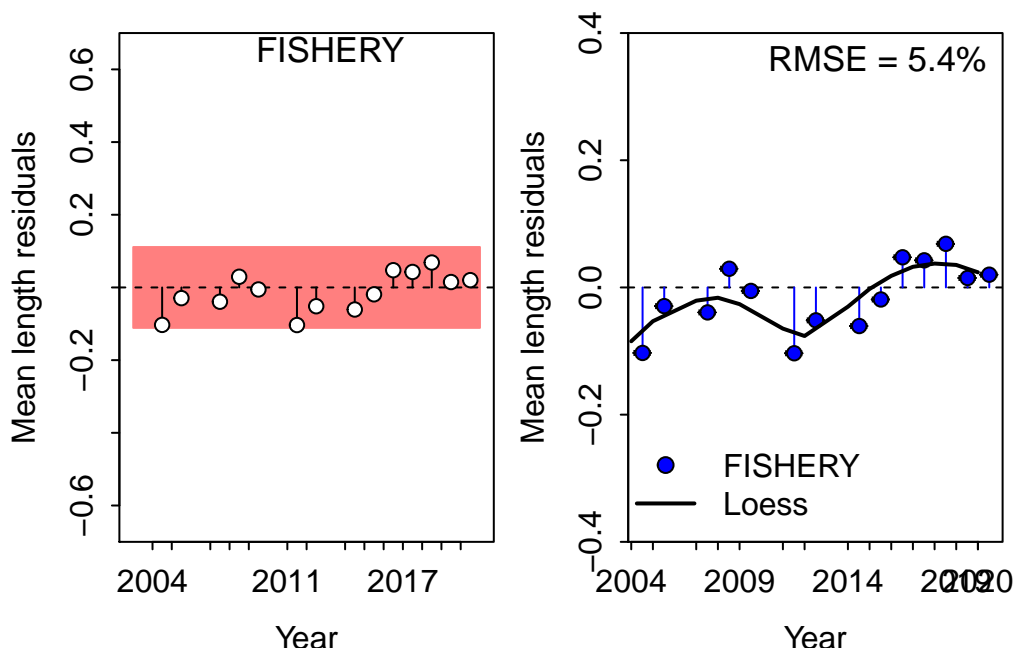 FISHERY
Mean length residuals
0.6
0.4
0.2
−0.2
−0.6
2004 2011 2017
Year
RMSE = 5.4%
Mean length residuals
0.4
0.2
0.0
−0.2
−0.4
FISHERY
Loess
2004 2009 2014 2019 2020
Year